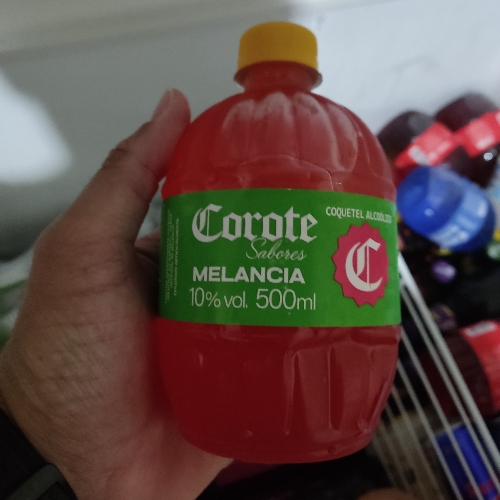 Corote
Sabores
COQUETEL ALCOÓLICO
MELANCIA
10% vol. 500ml
C